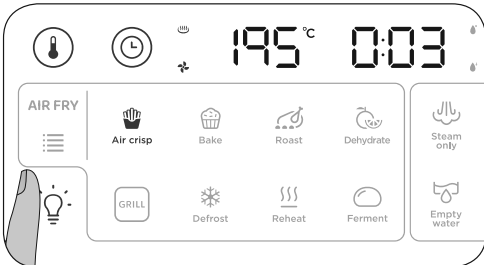 195 °C 0:03
AIR FRY
Air crisp Bake Roast Dehydrate
Steam only
GRILL
Defrost Reheat Ferment
Empty water